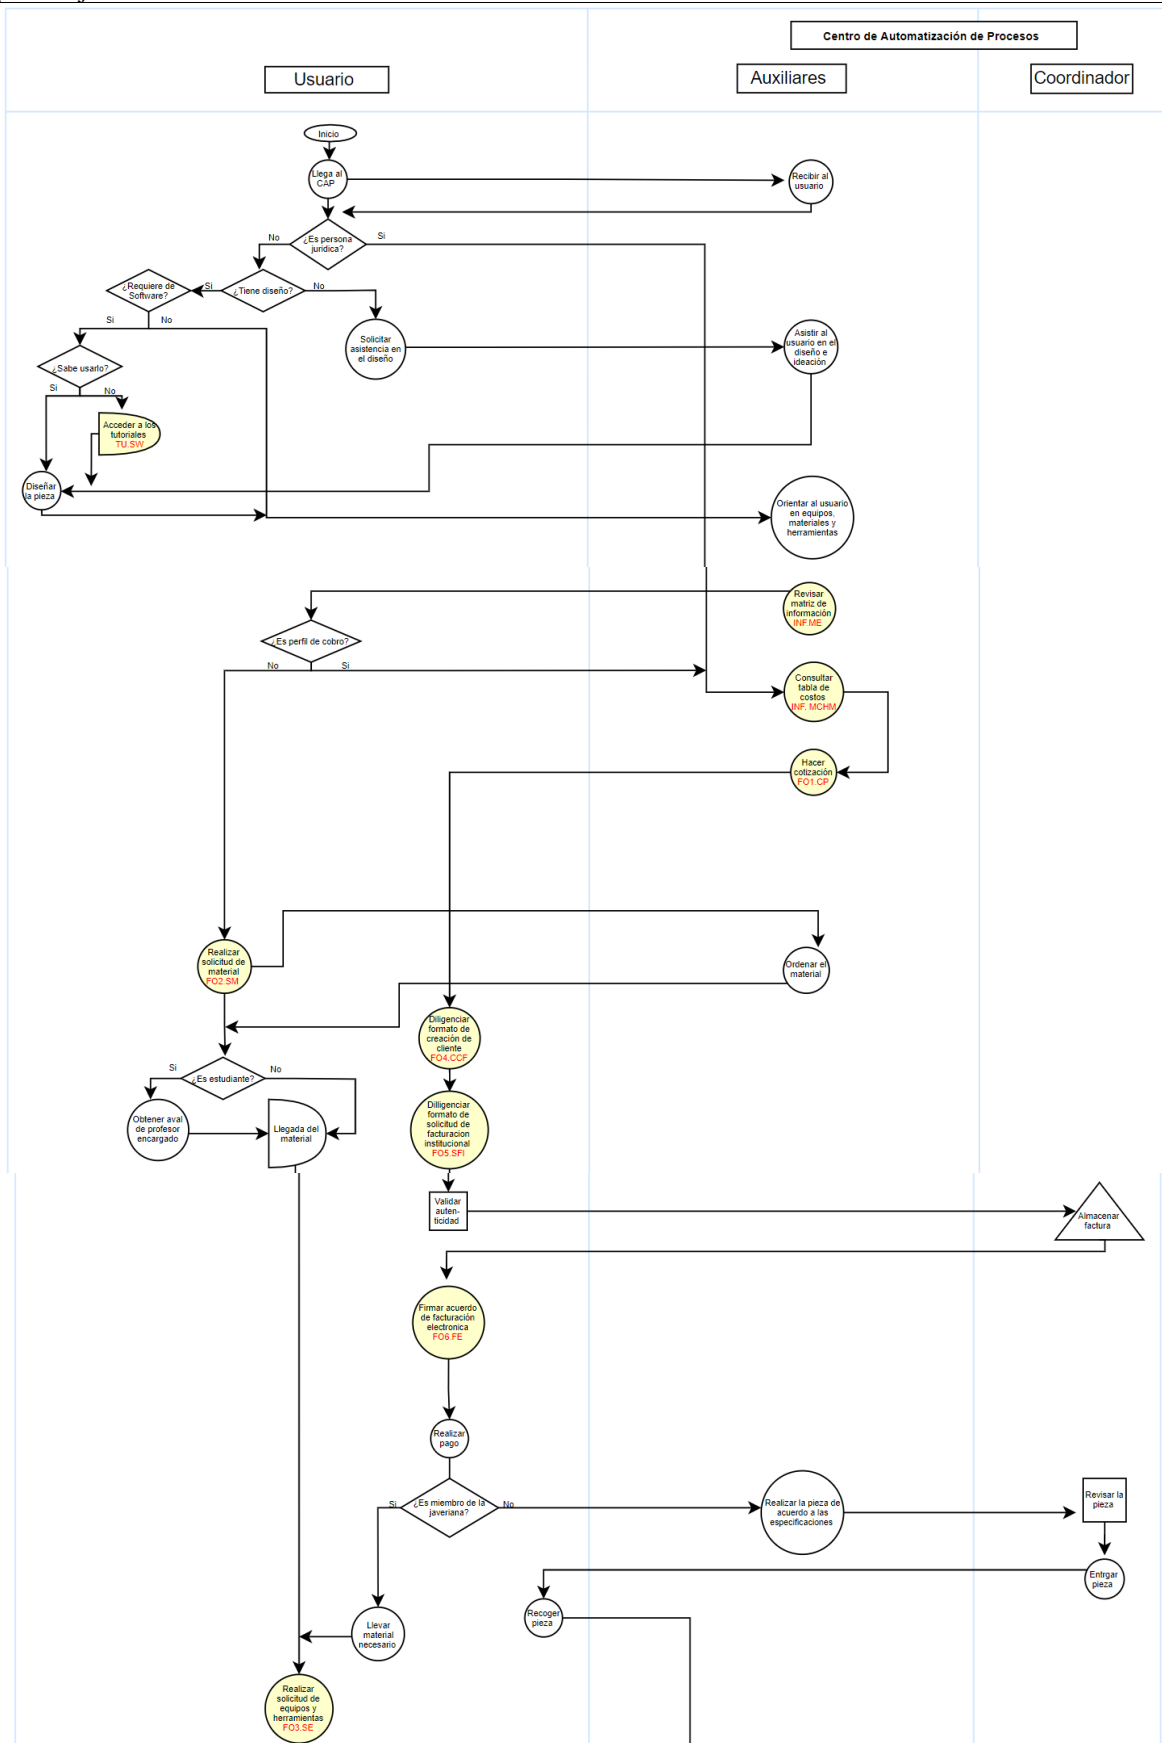 Centro de Automatización de Procesos
Usuario
Auxiliares
Coordinador
Inicio
Llega al
CAP
Recibir al
usuario
¿Es persona
juridica?
No
Si
¿Requiere de
Software?
Si
¿Tiene diseño?
No
Si
No
Solicitar
asistencia en
el diseño
Asistir al
usuario en el
diseño e
ideación
¿Sabe usarlo?
Si
No
Acceder a los
tutoriales
TU.SW
Diseñar
la pieza
Orientar al usuario
en equipos,
materiales y
herramientas
Revisar
matriz de
información
INF.ME
¿Es perfil de cobro?
No
Si
Consultar
tabla de
costos
INF. MCHM
Hacer
cotización
FO1.CP
Realizar
solicitud de
material
FO2.SM
Ordenar el
material
Diligenciar
formato de
creación de
cliente
FO4.CCF
Si
¿Es estudiante?
No
Obtener aval
de profesor
encargado
Llegada del
material
Dilligenciar
formato de
solicitud de
facturacion
institucional
FO5.SFI
Validar
auten-
ticidad
Almacenar
factura
Firmar acuerdo
de facturación
electronica
FO6.FE
Realizar
pago
Si
¿Es miembro de la
javeriana?
No
Realizar la pieza de
acuerdo a las
especificaciones
Revisar la
pieza
Entrgar
pieza
Recoger
pieza
Llevar
material
necesario
Realizar
solicitud de
equipos y
herramientas
FO3.SE